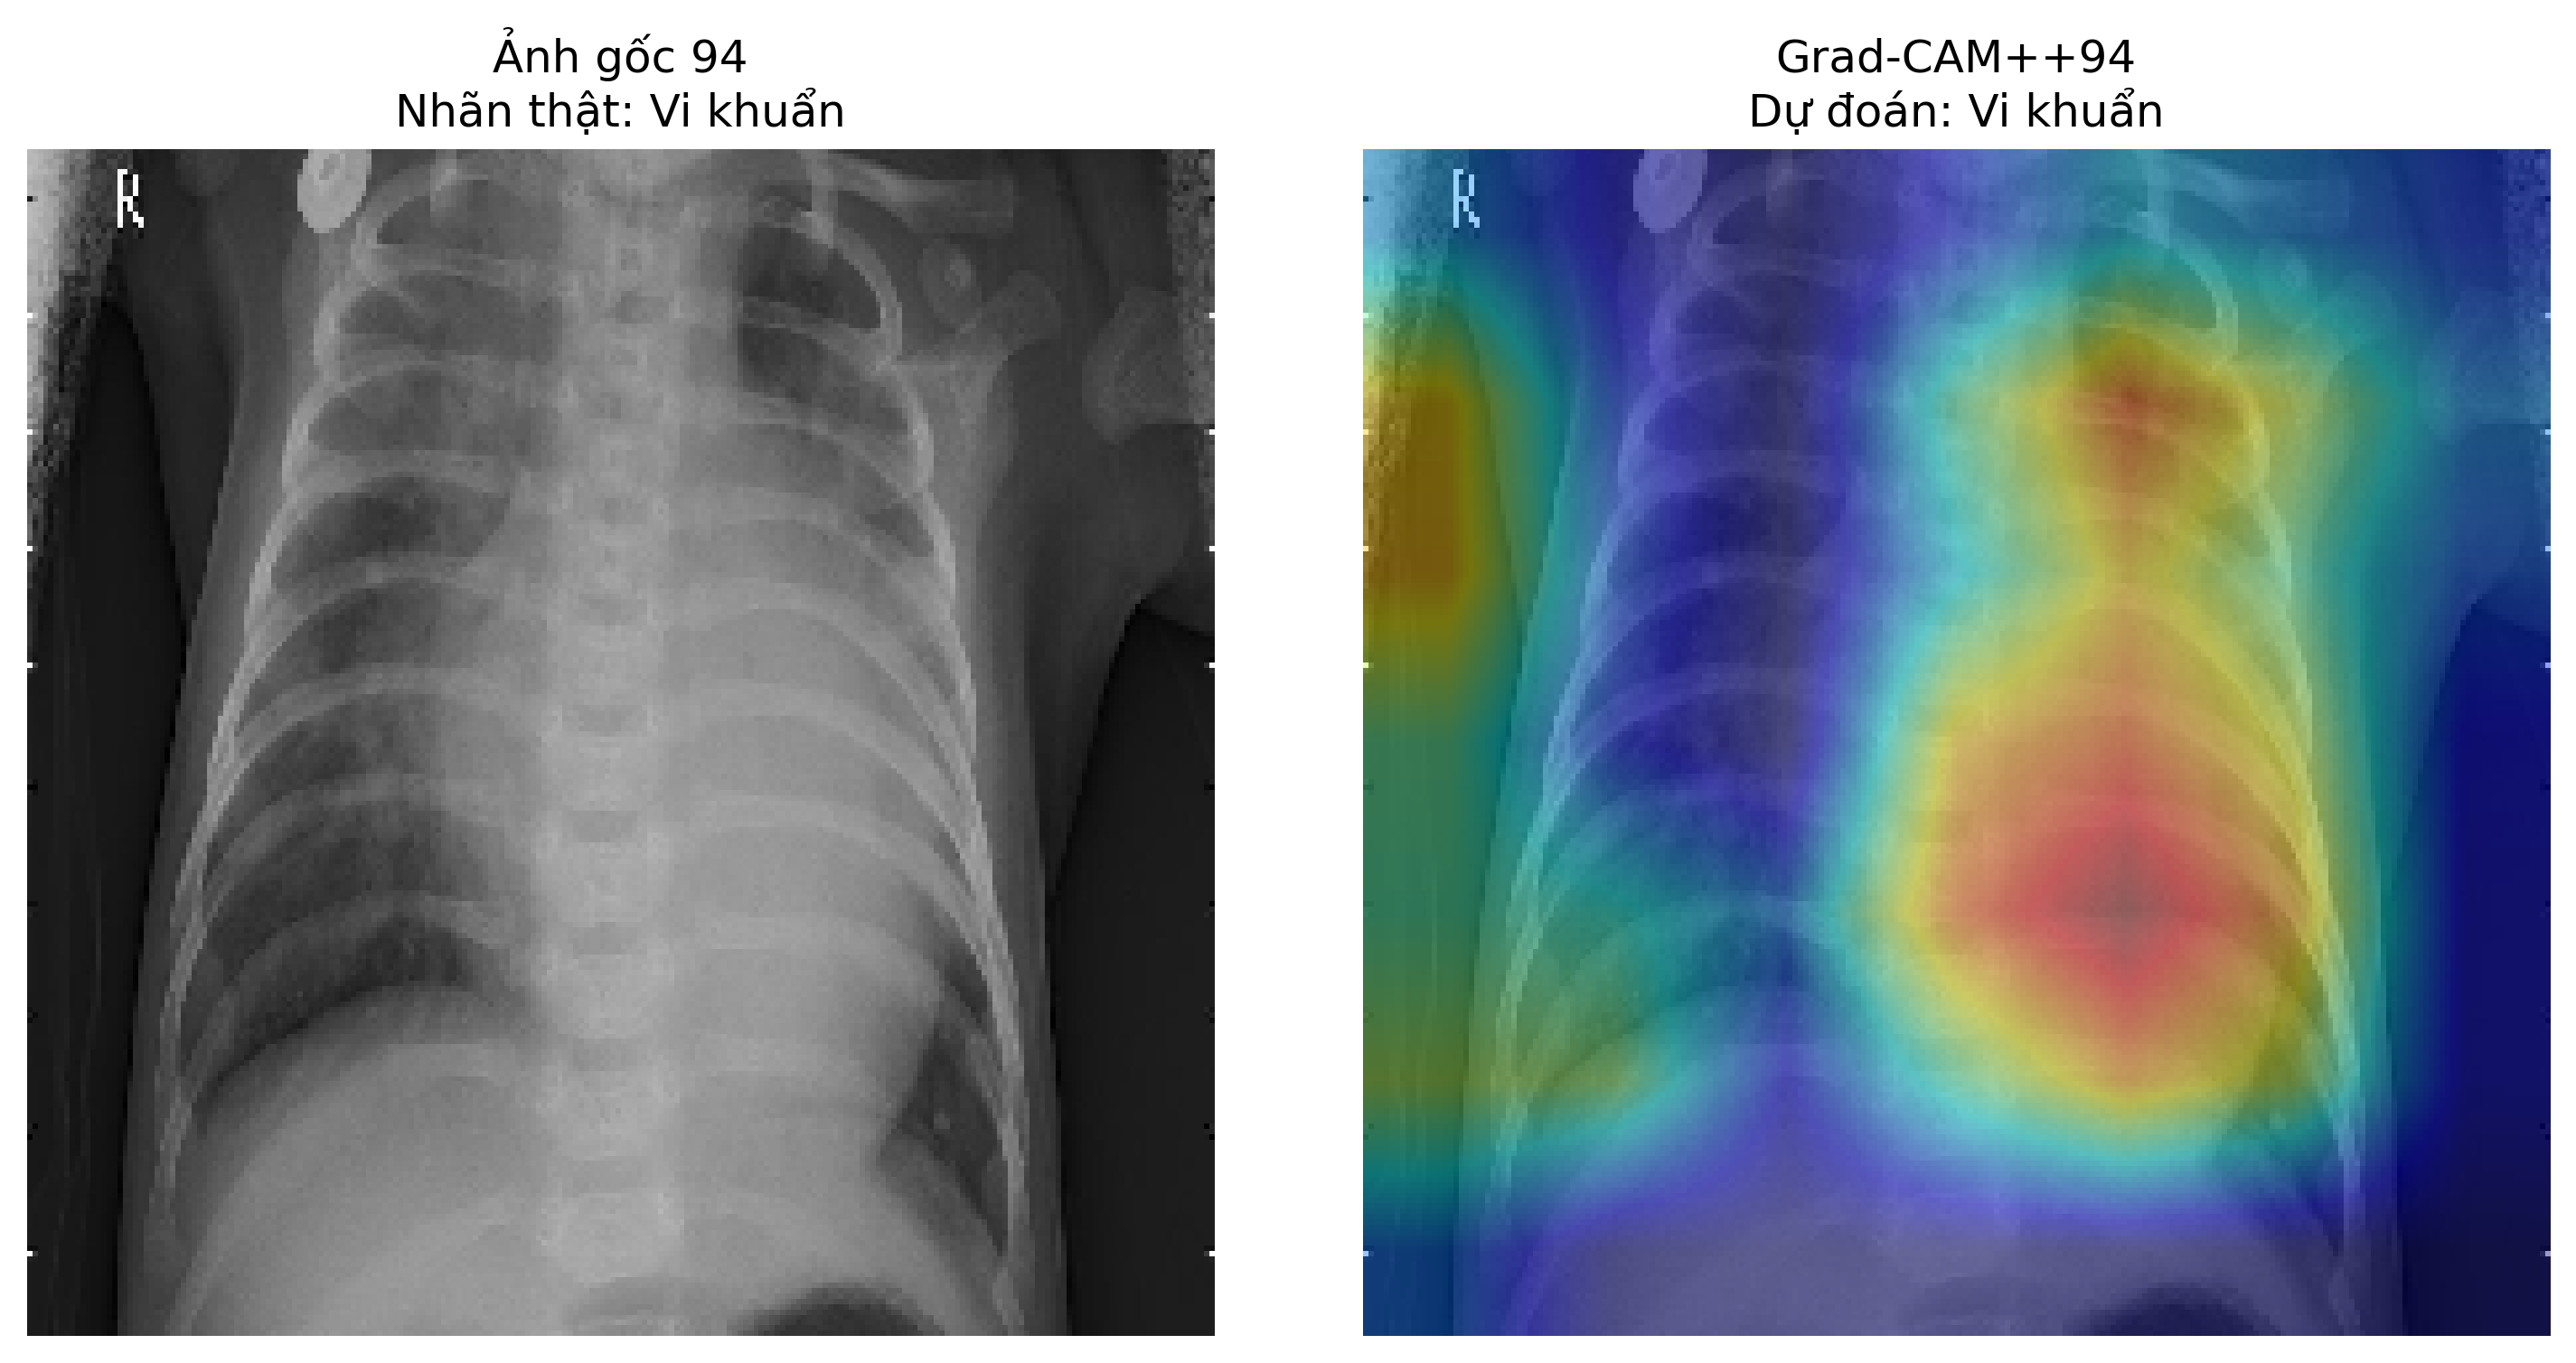 Ảnh gốc 94
Nhãn thật: Vi khuẩn
Grad-CAM++94
Dự đoán: Vi khuẩn
R
R